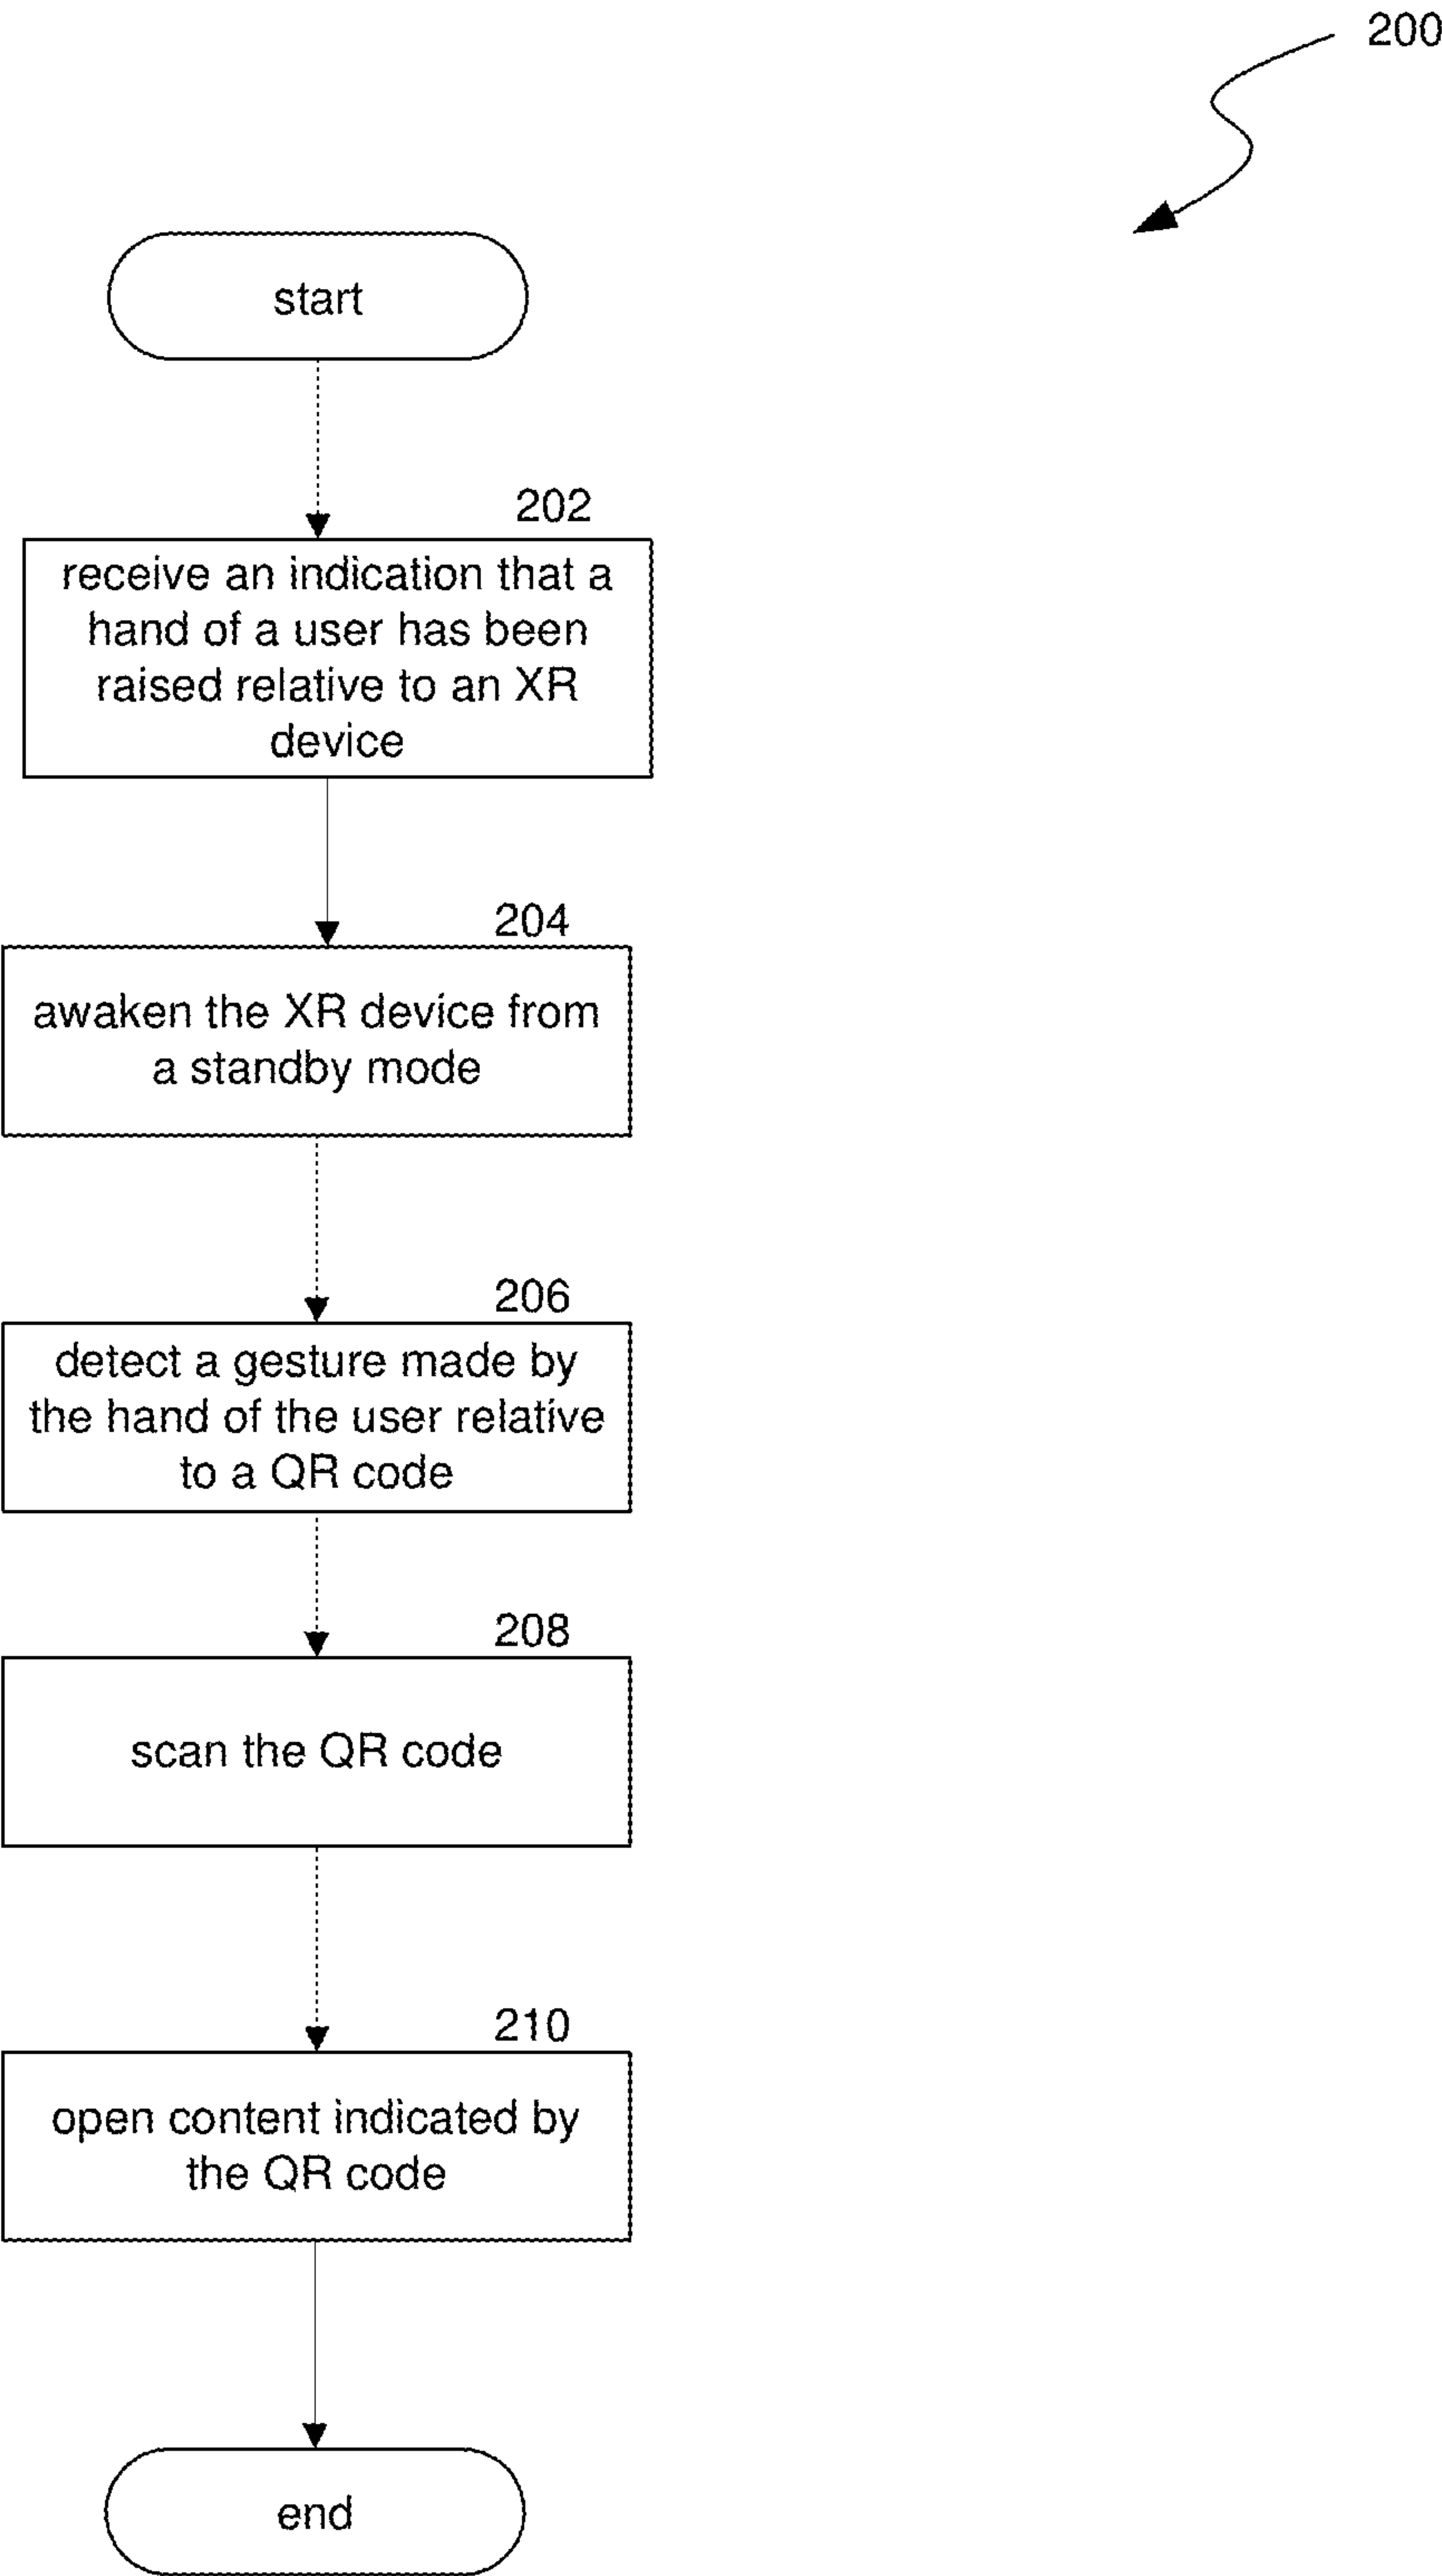 200
start
202
receive an indication that a
hand of a user has been
raised relative to an XR
device
204
awaken the XR device from
a standby mode
206
detect a gesture made by
the hand of the user relative
to a QR code
208
scan the QR code
210
open content indicated by
the QR code
end